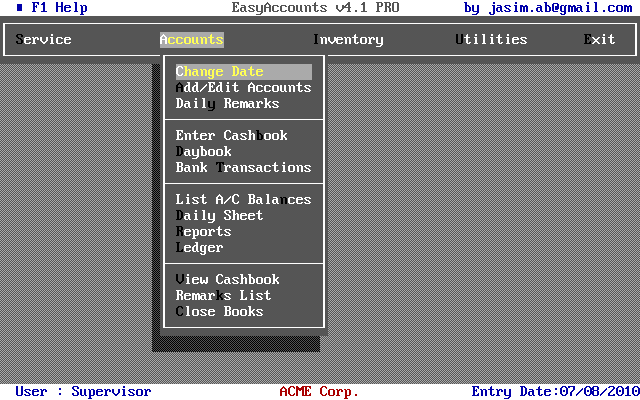 F1 Help EasyAccounts v4.1 PRO by jasim.ab@gmail.com
Service Accounts Inventory Utilities Exit
Change Date
Add/Edit Accounts
Daily Remarks
Enter Cashbook
Daybook
Bank Transactions
List A/C Balances
Daily Sheet
Reports
Ledger
View Cashbook
Remarks List
Close Books
User : Supervisor ACME Corp. Entry Date:07/08/2010